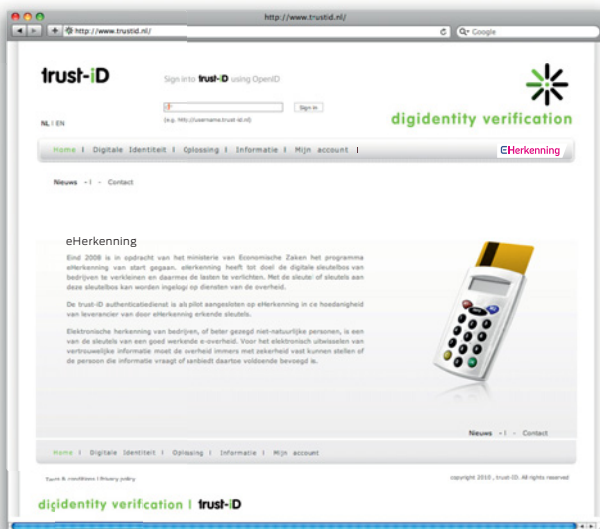 http://www.trustid.nl/
http://www.trustid.nl/
Google
trust-iD
Sign into trust-iD using OpenID
Sign in
(e.g. http://username.trust-id.nl)
NL | EN
digidentity verification
Home | Digitale Identiteit | Oplossing | Informatie | Mijn account |
eHerkenning
Nieuws - | - Contact
eHerkenning
Eind 2008 is in opdracht van het ministerie van Economische Zaken het programma
eHerkenning van start gegaan. eHerkenning heeft tot doel de digitale sleutelbos van
bedrijven te verkleinen en daarmee de lasten te verlichten. Met de sleutel of sleutels aan
deze sleutelbos kan worden ingelogd op diensten van de overheid.
De trust-iD authenticatiedienst is als pilot aangesloten op eHerkenning in de hoedanigheid
van leverancier van door eHerkenning erkende sleutels.
Elektronische herkenning van bedrijven, of beter gezegd niet-natuurlijke personen, is een
van de sleutels van een goed werkende e-overheid. Voor het elektronisch uitwisselen van
vertrouwelijke informatie moet de overheid immers met zekerheid vast kunnen stellen of
de persoon die informatie vraagt of aanbiedt daartoe voldoende bevoegd is.
Nieuws - | - Contact
Home | Digitale Identiteit | Oplossing | Informatie | Mijn account
Term & conditions | Privacy policy
copyright 2010 , trust-ID. All rights reserved
digidentity verification | trust-iD